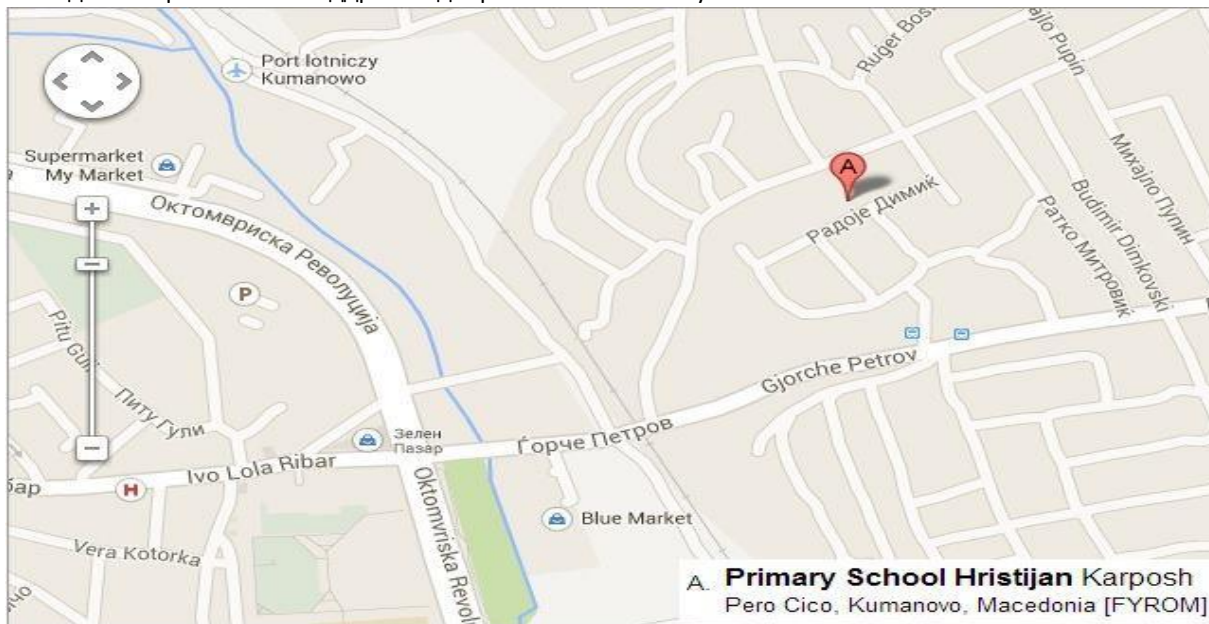 Port lotniczy
Kumanowo
Ruger Bos
ajlo Pupin
Supermarket
My Market
Октомвриска Револуција
Михајло Пупин
Budimir Dimkovski
Ратко Митровиќ
A
Радоје Димиќ
P
Pitu Guli
Питу Гули
Gjorche Petrov
Зелен
Пазар
Ѓорче Петров
Ivo Lola Ribar
бар
H
Oktomvriska Revolu
Blue Market
Vera Kotorka
A. Primary School Hristijan Karposh
Pero Cico, Kumanovo, Macedonia [FYROM]